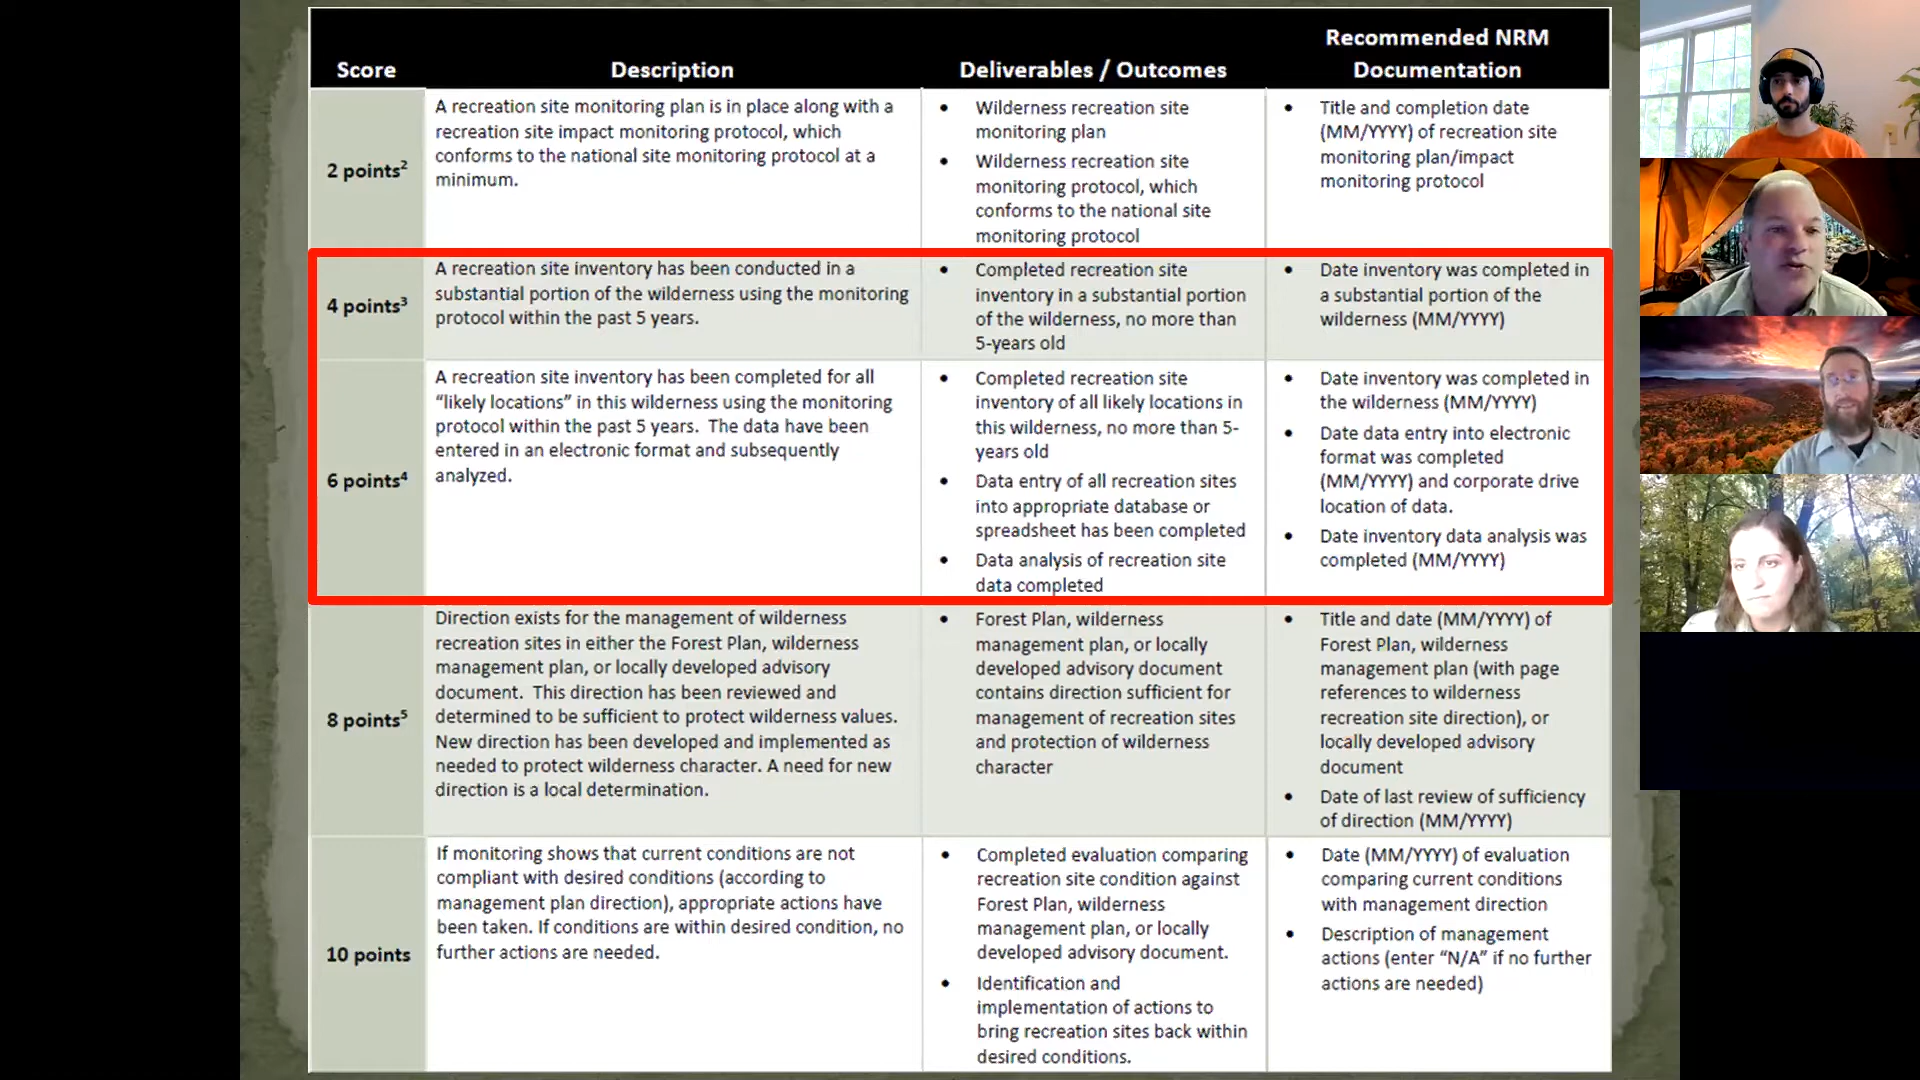 Score
Description
Deliverables / Outcomes
Recommended NRM
Documentation
2 points²
A recreation site monitoring plan is in place along with a
recreation site impact monitoring protocol, which
conforms to the national site monitoring protocol at a
minimum.
• Wilderness recreation site
monitoring plan
• Wilderness recreation site
monitoring protocol, which
conforms to the national site
monitoring protocol
• Title and completion date
(MM/YYYY) of recreation site
monitoring plan/impact
monitoring protocol
4 points³
A recreation site inventory has been conducted in a
substantial portion of the wilderness using the monitoring
protocol within the past 5 years.
• Completed recreation site
inventory in a substantial portion
of the wilderness, no more than
5-years old
• Date inventory was completed in
a substantial portion of the
wilderness (MM/YYYY)
6 points⁴
A recreation site inventory has been completed for all
“likely locations” in this wilderness using the monitoring
protocol within the past 5 years. The data have been
entered in an electronic format and subsequently
analyzed.
• Completed recreation site
inventory of all likely locations in
this wilderness, no more than 5-
years old
• Data entry of all recreation sites
into appropriate database or
spreadsheet has been completed
• Data analysis of recreation site
data completed
• Date inventory was completed in
the wilderness (MM/YYYY)
• Date data entry into electronic
format was completed
(MM/YYYY) and corporate drive
location of data.
• Date inventory data analysis was
completed (MM/YYYY)
8 points⁵
Direction exists for the management of wilderness
recreation sites in either the Forest Plan, wilderness
management plan, or locally developed advisory
document. This direction has been reviewed and
determined to be sufficient to protect wilderness values.
New direction has been developed and implemented as
needed to protect wilderness character. A need for new
direction is a local determination.
• Forest Plan, wilderness
management plan, or locally
developed advisory document
contains direction sufficient for
management of recreation sites
and protection of wilderness
character
• Title and date (MM/YYYY) of
Forest Plan, wilderness
management plan (with page
references to wilderness
recreation site direction), or
locally developed advisory
document
• Date of last review of sufficiency
of direction (MM/YYYY)
10 points
If monitoring shows that current conditions are not
compliant with desired conditions (according to
management plan direction), appropriate actions have
been taken. If conditions are within desired condition, no
further actions are needed.
• Completed evaluation comparing
recreation site condition against
Forest Plan, wilderness
management plan, or locally
developed advisory document.
• Identification and
implementation of actions to
bring recreation sites back within
desired conditions.
• Date (MM/YYYY) of evaluation
comparing current conditions
with management direction
• Description of management
actions (enter “N/A” if no further
actions are needed)